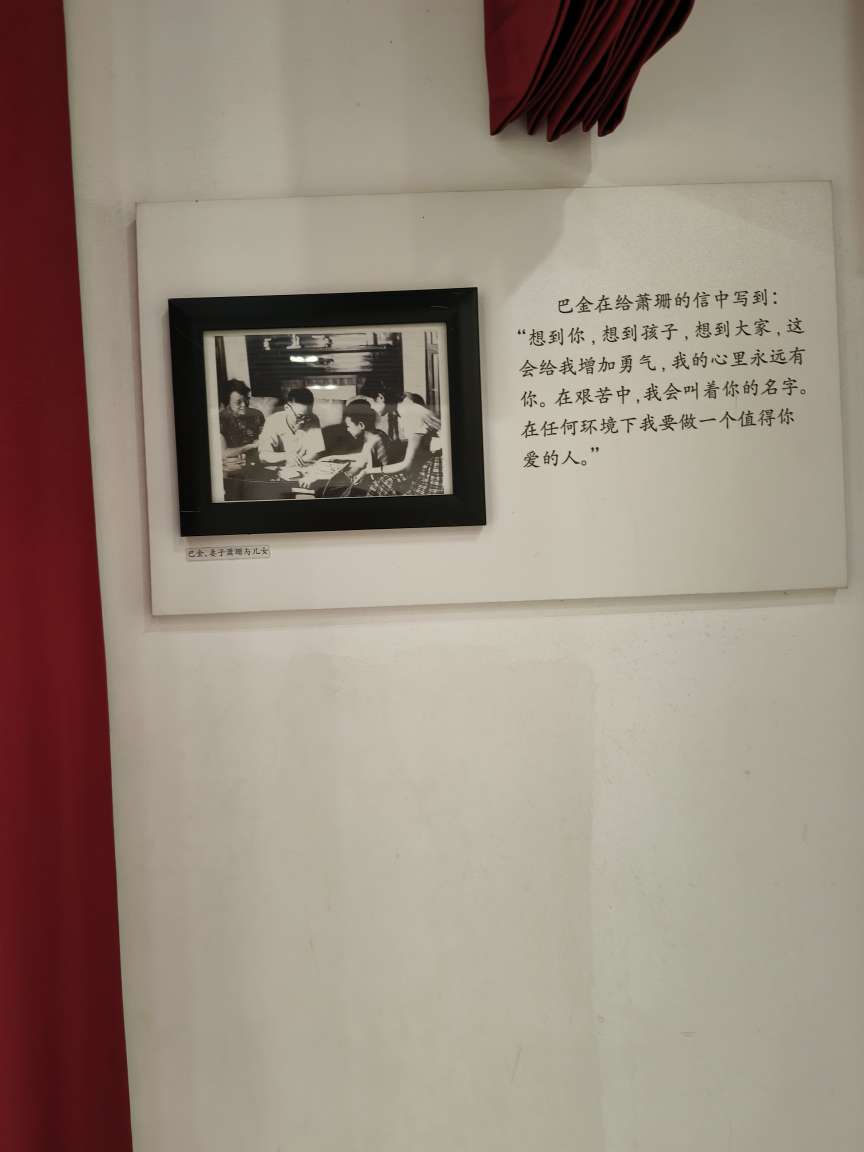 巴金在给萧珊的信中写到：
“想到你，想到孩子，想到大家，这
会给我增加勇气，我的心里永远有
你。在艰苦中，我会叫着你的名字。
在任何环境下我要做一个值得你
爱的人。”
巴金、妻子萧珊与儿女